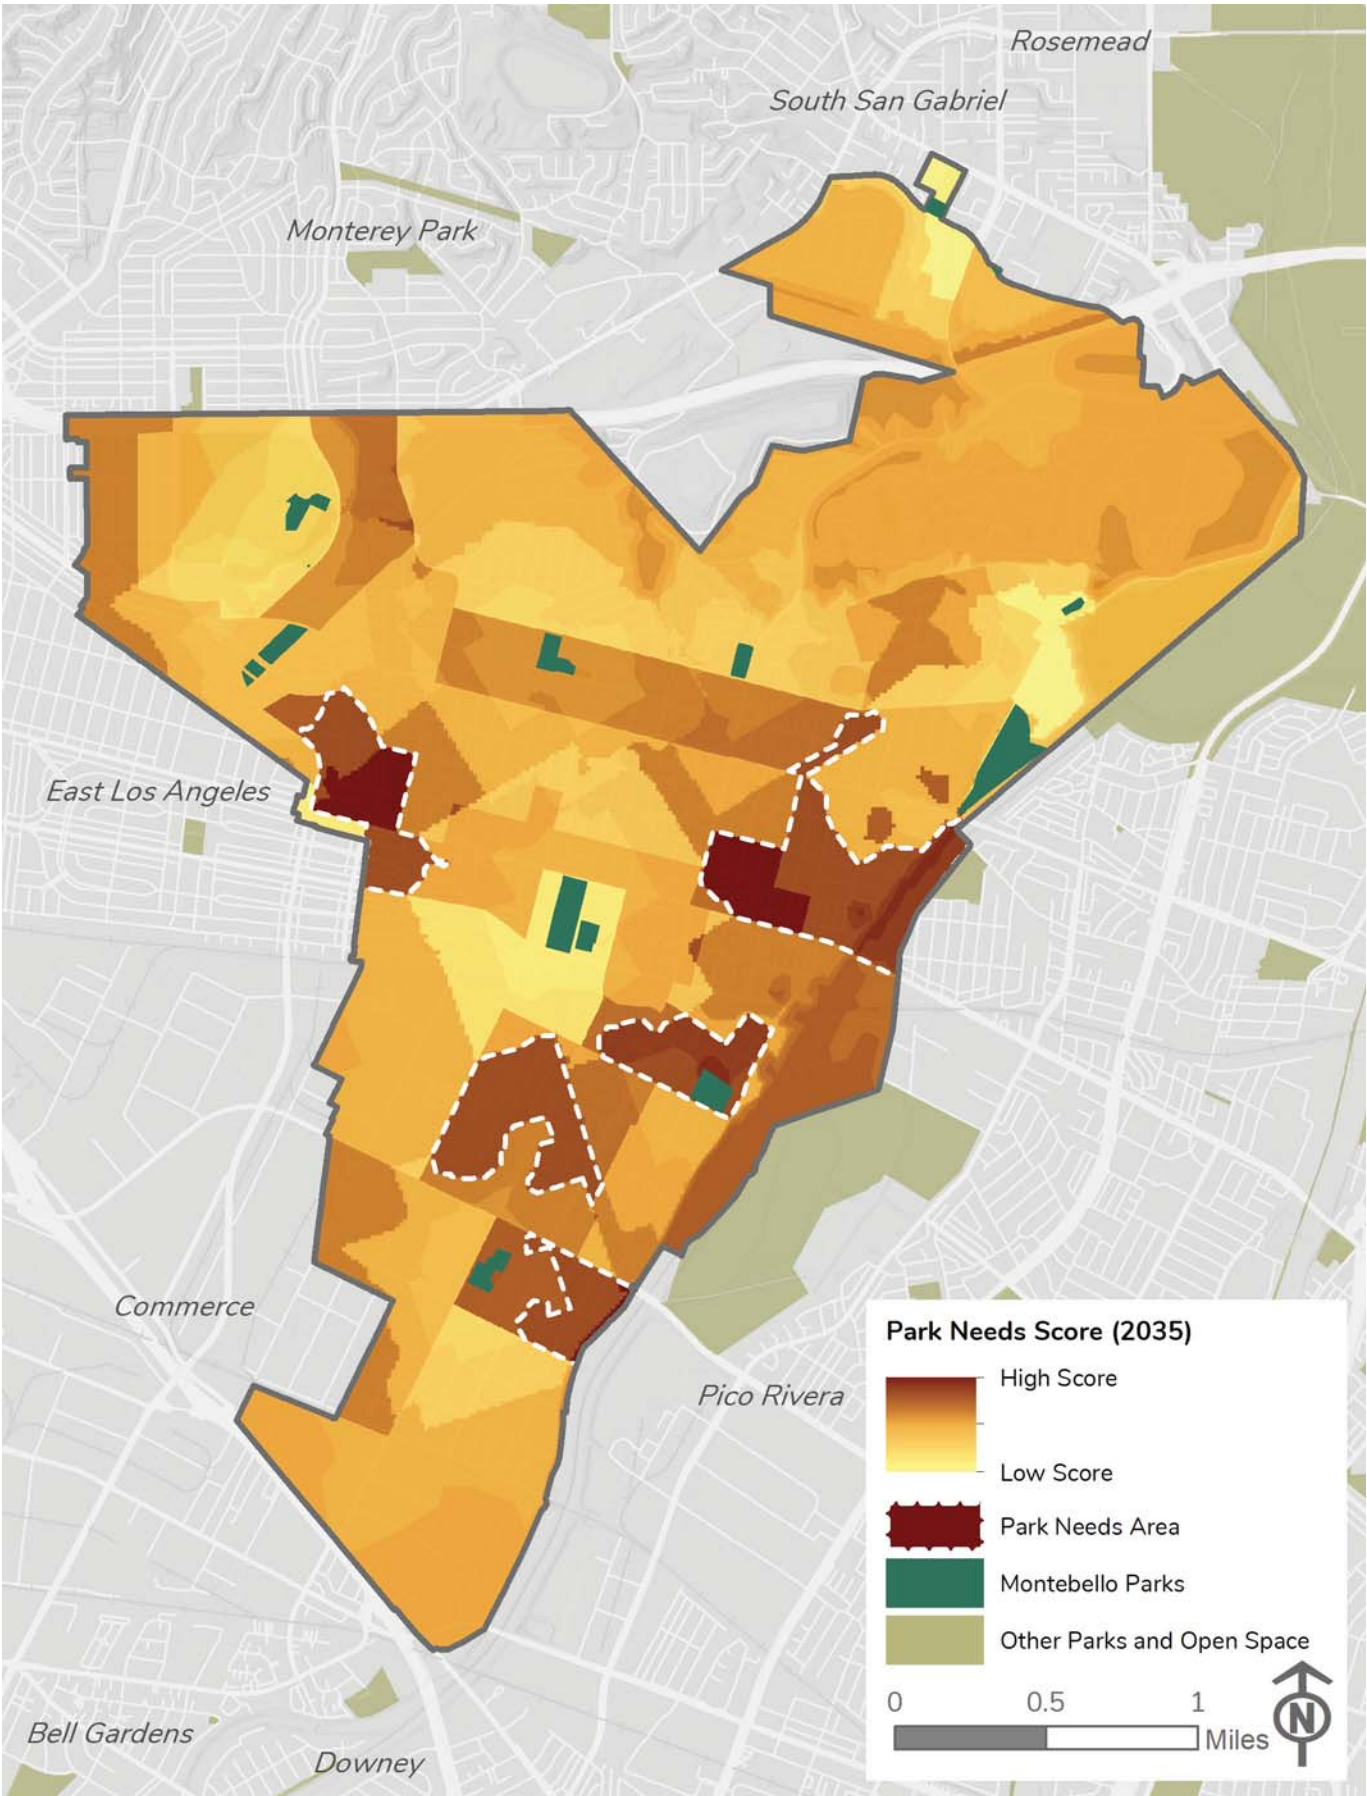 Rosemead
South San Gabriel
Monterey Park
East Los Angeles
Commerce
Pico Rivera
Bell Gardens
Downey
Park Needs Score (2035)
High Score
Low Score
Park Needs Area
Montebello Parks
Other Parks and Open Space
0 0.5 1
Miles
N